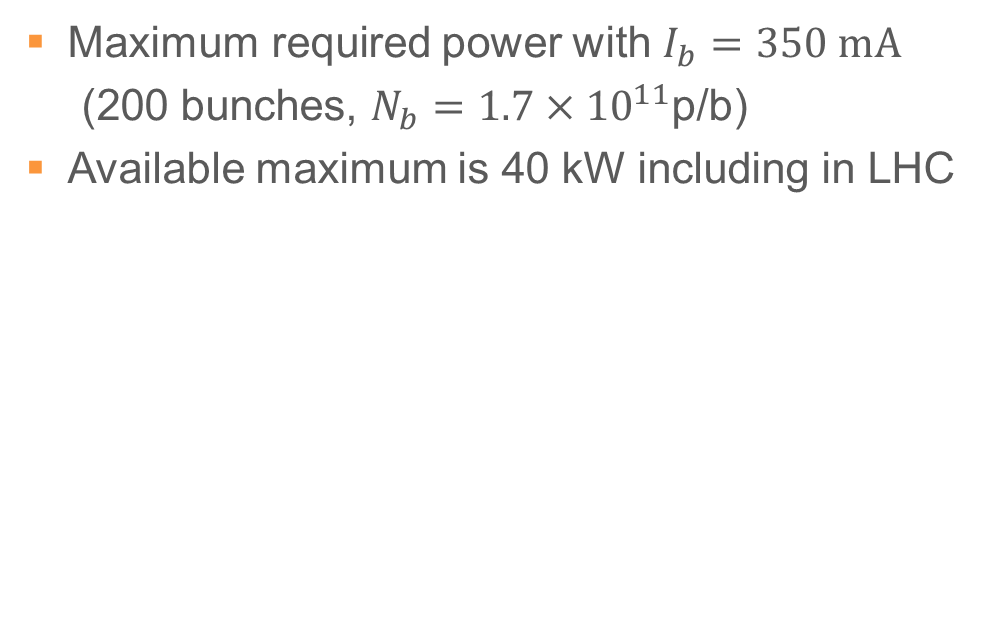 ▪ Maximum required power with I_b = 350 mA
(200 bunches, N_b = 1.7 × 10^11 p/b)
▪ Available maximum is 40 kW including in LHC